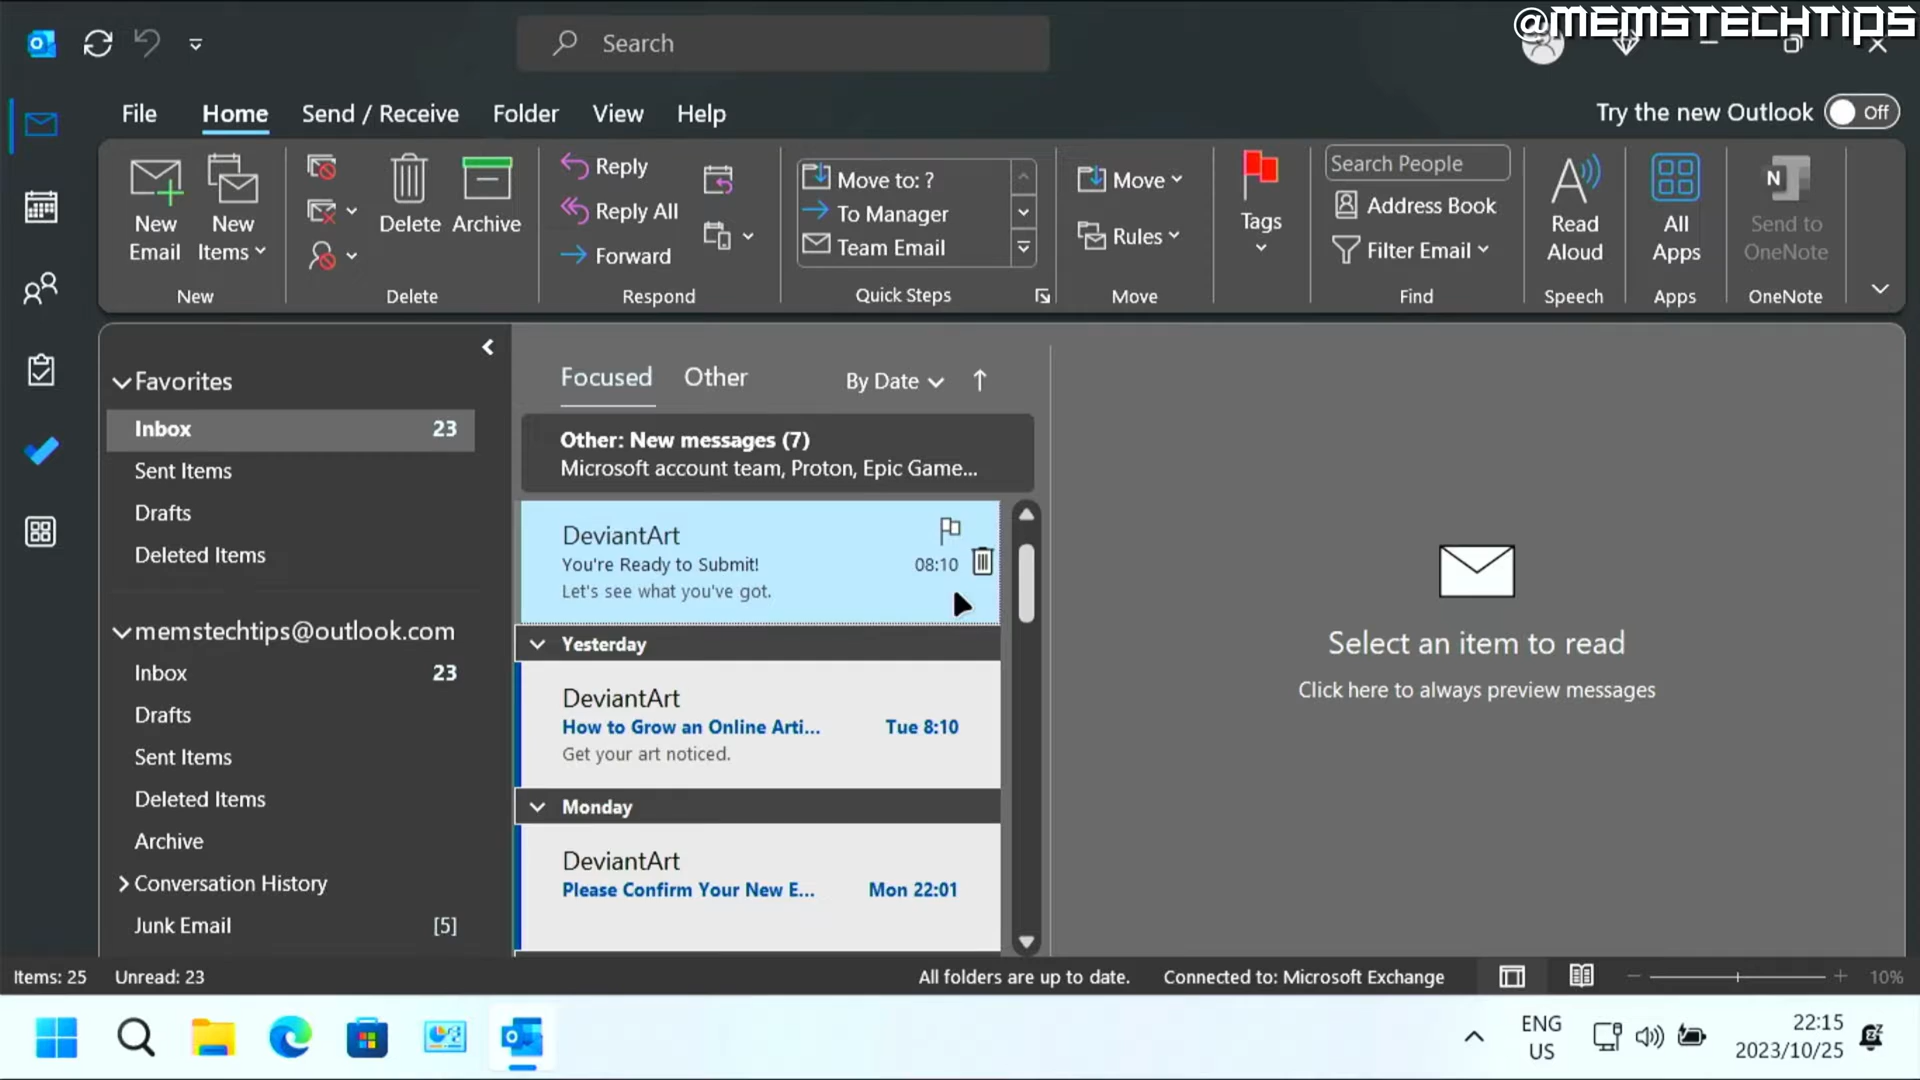 @MEMSTECHTIPS
Search
File Home Send / Receive Folder View Help
Try the new Outlook Off
New Email
New Items
New
Delete
Archive
Delete
Reply
Reply All
Forward
Respond
Move to: ?
To Manager
Team Email
Quick Steps
Move
Rules
Move
Tags
Search People
Address Book
Filter Email
Find
Read Aloud
Speech
All Apps
Apps
N
Send to OneNote
OneNote
Favorites
Inbox 23
Sent Items
Drafts
Deleted Items
memstechtips@outlook.com
Inbox 23
Drafts
Sent Items
Deleted Items
Archive
Conversation History
Junk Email [5]
Focused Other By Date
Other: New messages (7)
Microsoft account team, Proton, Epic Game...
DeviantArt
You're Ready to Submit! 08:10
Let's see what you've got.
Yesterday
DeviantArt
How to Grow an Online Arti... Tue 8:10
Get your art noticed.
Monday
DeviantArt
Please Confirm Your New E... Mon 22:01
Select an item to read
Click here to always preview messages
Items: 25 Unread: 23 All folders are up to date. Connected to: Microsoft Exchange 10%
ENG US
22:15
2023/10/25